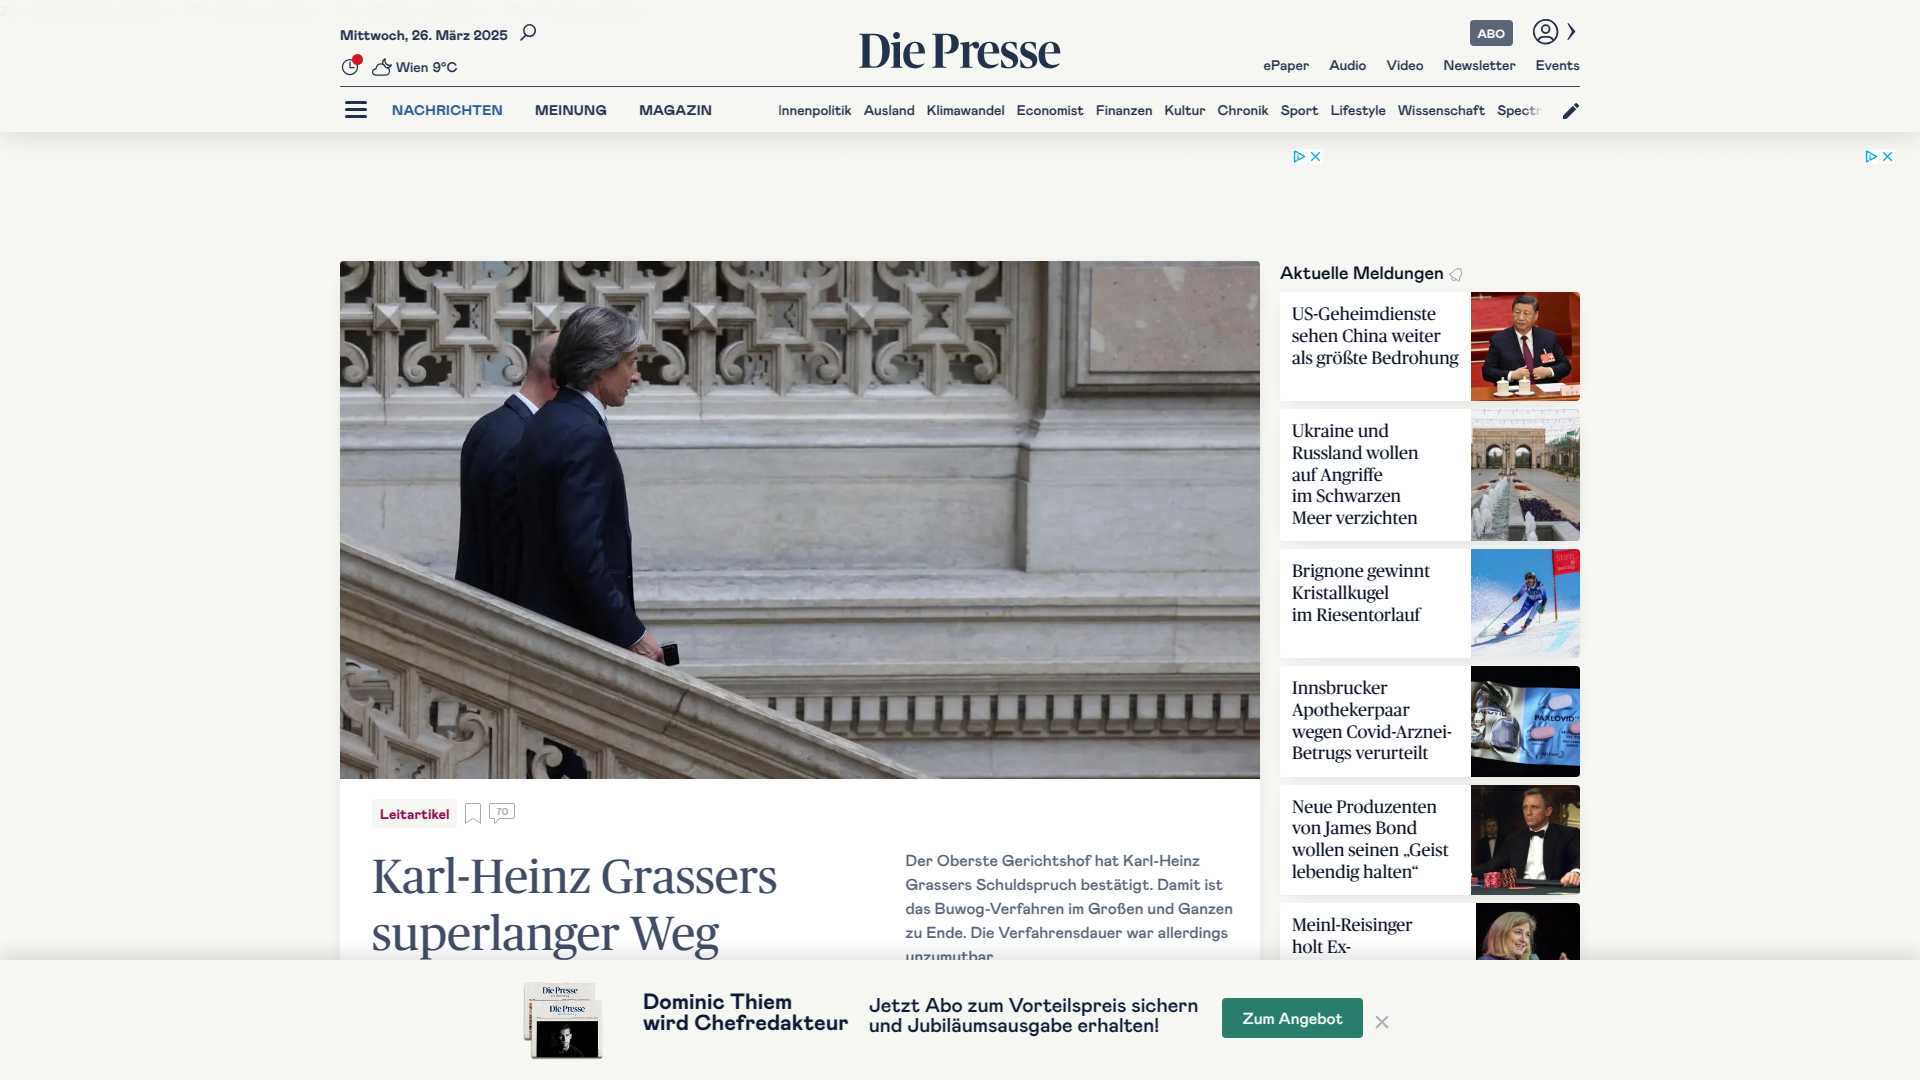 Mittwoch, 26. März 2025
Wien 9°C
Die Presse
ABO
ePaper Audio Video Newsletter Events
NACHRICHTEN MEINUNG MAGAZIN
Innenpolitik Ausland Klimawandel Economist Finanzen Kultur Chronik Sport Lifestyle Wissenschaft
Leitartikel 70
Karl-Heinz Grassers
superlanger Weg
Der Oberste Gerichtshof hat Karl-Heinz
Grassers Schuldspruch bestätigt. Damit ist
das Buwog-Verfahren im Großen und Ganzen
zu Ende. Die Verfahrensdauer war allerdings
unzumutbar.
Aktuelle Meldungen
US-Geheimdienste
sehen China weiter
als größte Bedrohung
Ukraine und
Russland wollen
auf Angriffe
im Schwarzen
Meer verzichten
Brignone gewinnt
Kristallkugel
im Riesentorlauf
Innsbrucker
Apothekerpaar
wegen Covid-Arznei-
Betrugs verurteilt
PAXLOVID
Neue Produzenten
von James Bond
wollen seinen „Geist
lebendig halten“
Meinl-Reisinger
holt Ex-
Die Presse
Die Presse
Dominic Thiem
wird Chefredakteur
Jetzt Abo zum Vorteilspreis sichern
und Jubiläumsausgabe erhalten!
Zum Angebot